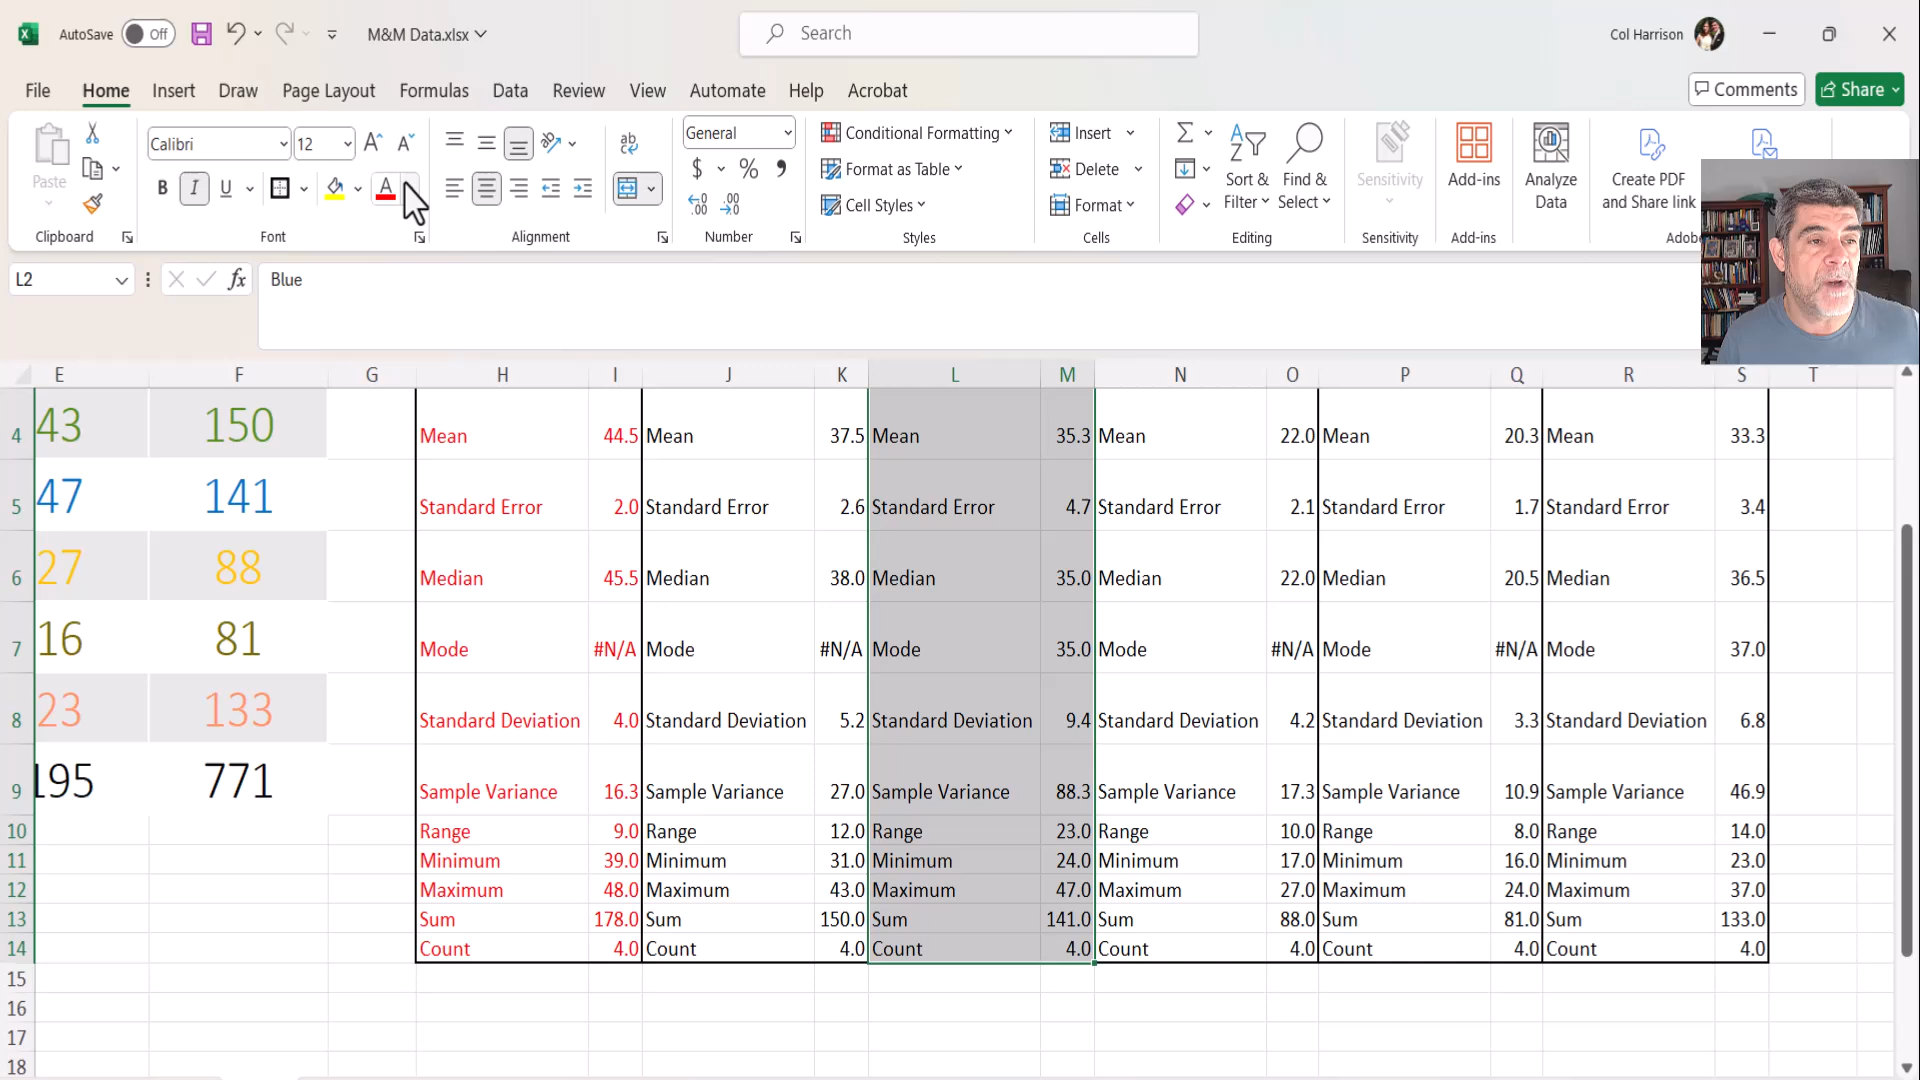 AutoSave Off M&M Data.xlsx Search Col Harrison
File Home Insert Draw Page Layout Formulas Data Review View Automate Help Acrobat Comments Share
Paste Calibri 12 A A General Conditional Formatting Insert
B I U A $ % Format as Table Delete
Cell Styles Format
Sort & Filter Find & Select Sensitivity Add-ins Analyze Data Create PDF and Share link
Clipboard Font Alignment Number Styles Cells Editing Sensitivity Add-ins
L2 fx Blue
E F G H I J K L M N O P Q R S T
4 43 150 Mean 44.5 Mean 37.5 Mean 35.3 Mean 22.0 Mean 20.3 Mean 33.3
5 47 141 Standard Error 2.0 Standard Error 2.6 Standard Error 4.7 Standard Error 2.1 Standard Error 1.7 Standard Error 3.4
6 27 88 Median 45.5 Median 38.0 Median 35.0 Median 22.0 Median 20.5 Median 36.5
7 16 81 Mode #N/A Mode #N/A Mode 35.0 Mode #N/A Mode #N/A Mode 37.0
8 23 133 Standard Deviation 4.0 Standard Deviation 5.2 Standard Deviation 9.4 Standard Deviation 4.2 Standard Deviation 3.3 Standard Deviation 6.8
9 195 771 Sample Variance 16.3 Sample Variance 27.0 Sample Variance 88.3 Sample Variance 17.3 Sample Variance 10.9 Sample Variance 46.9
10 Range 9.0 Range 12.0 Range 23.0 Range 10.0 Range 8.0 Range 14.0
11 Minimum 39.0 Minimum 31.0 Minimum 24.0 Minimum 17.0 Minimum 16.0 Minimum 23.0
12 Maximum 48.0 Maximum 43.0 Maximum 47.0 Maximum 27.0 Maximum 24.0 Maximum 37.0
13 Sum 178.0 Sum 150.0 Sum 141.0 Sum 88.0 Sum 81.0 Sum 133.0
14 Count 4.0 Count 4.0 Count 4.0 Count 4.0 Count 4.0 Count 4.0
15
16
17
18